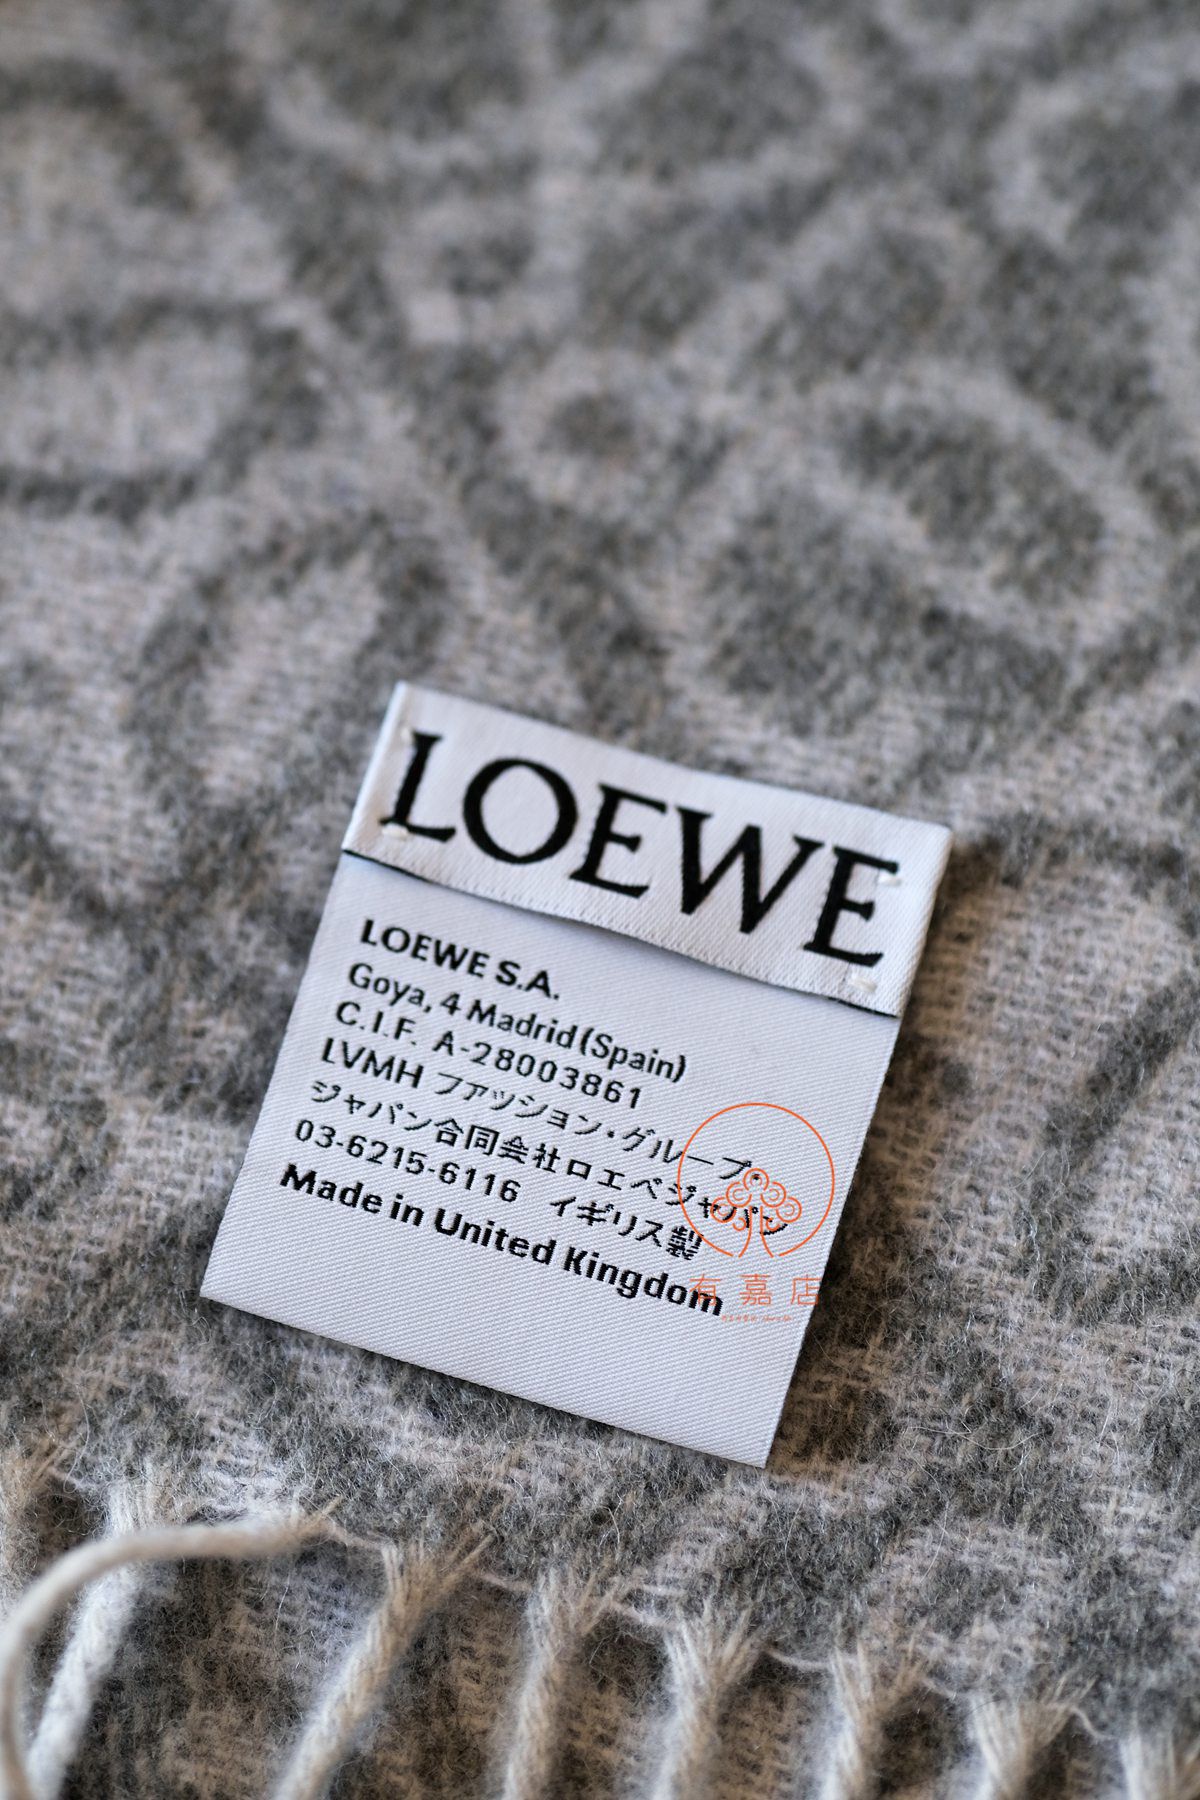 LOEWE
LOEWE S.A.
Goya, 4 Madrid (Spain)
C.I.F. A-28003861
LVMH ファッション・グループ・
ジャパン合同会社ロエベジャパン
03-6215-6116 イギリス製
Made in United Kingdom
有嘉店